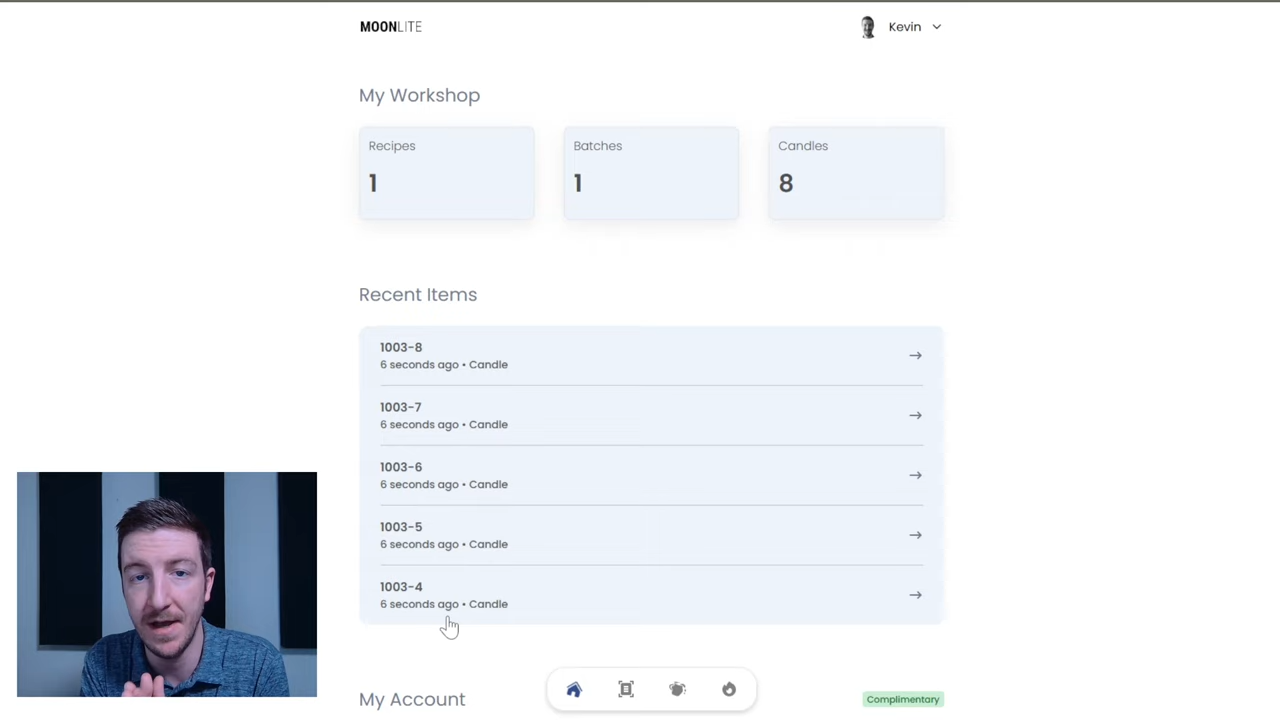 MOONLITE
Kevin
My Workshop
Recipes
1
Batches
1
Candles
8
Recent Items
1003-8
6 seconds ago • Candle
1003-7
6 seconds ago • Candle
1003-6
6 seconds ago • Candle
1003-5
6 seconds ago • Candle
1003-4
6 seconds ago • Candle
My Account
Complimentary